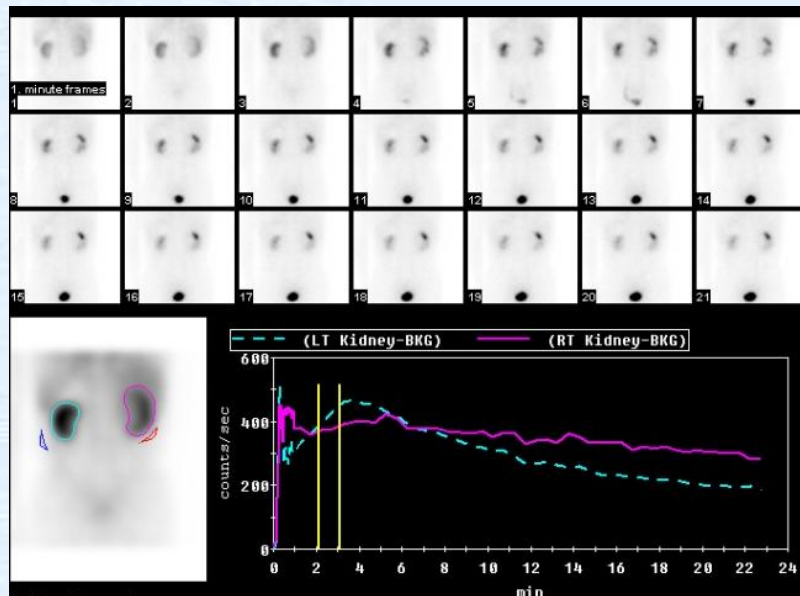 1. minute frames
1 2 3 4 5 6 7
8 9 10 11 12 13 14
15 16 17 18 19 20 21
(LT Kidney-BKG) (RT Kidney-BKG)
600
400
200
0
counts/sec
0 2 4 6 8 10 12 14 16 18 20 22 24
min